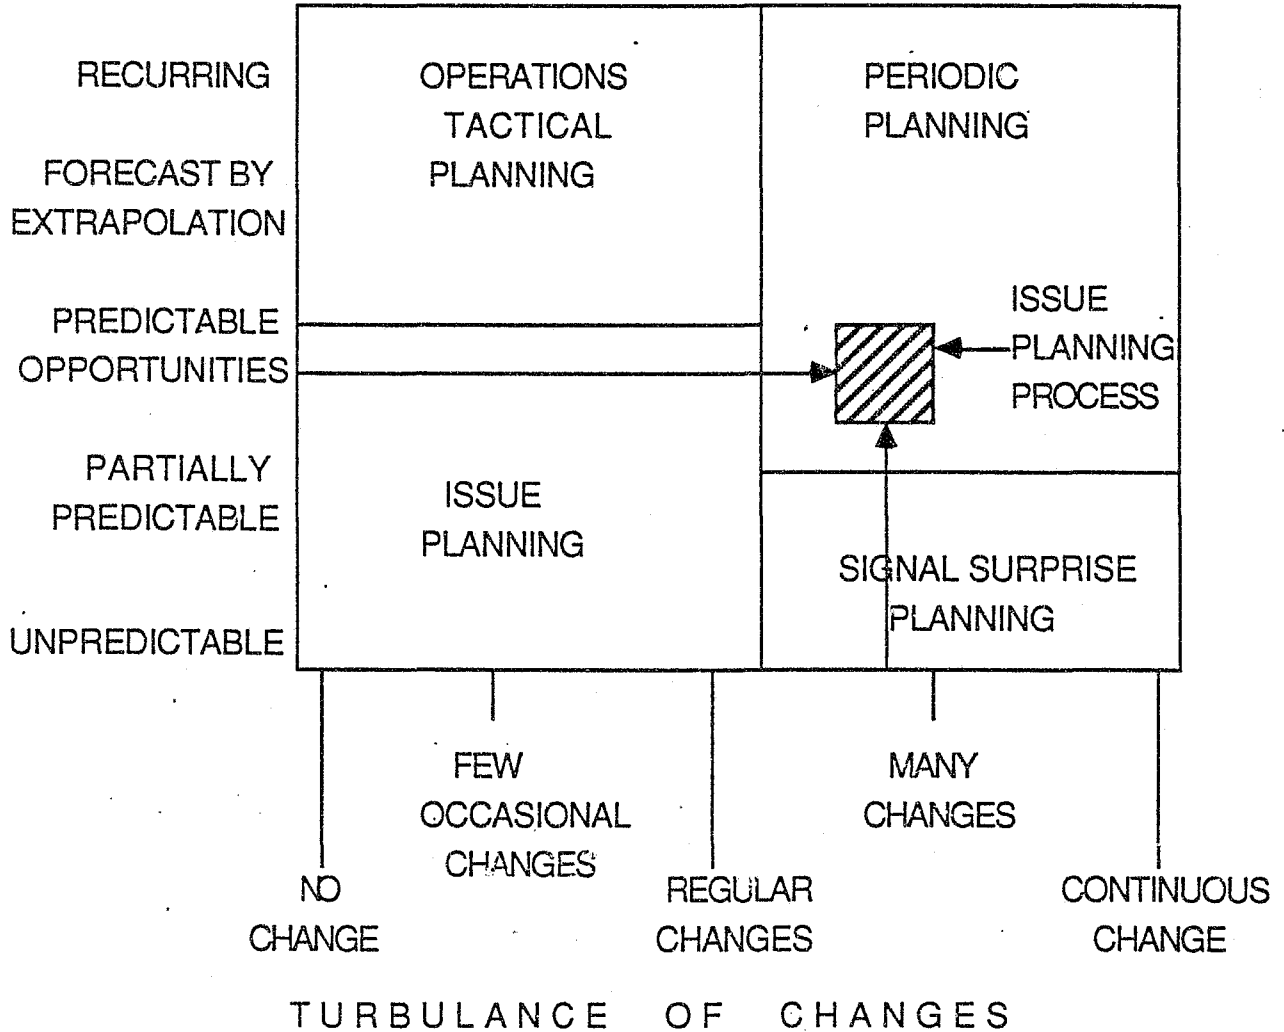 RECURRING
FORECAST BY
EXTRAPOLATION
PREDICTABLE
OPPORTUNITIES
PARTIALLY
PREDICTABLE
UNPREDICTABLE
OPERATIONS
TACTICAL
PLANNING
PERIODIC
PLANNING
ISSUE
PLANNING
PROCESS
ISSUE
PLANNING
SIGNAL SURPRISE
PLANNING
NO
CHANGE
FEW
OCCASIONAL
CHANGES
REGULAR
CHANGES
MANY
CHANGES
CONTINUOUS
CHANGE
TURBULANCE OF CHANGES